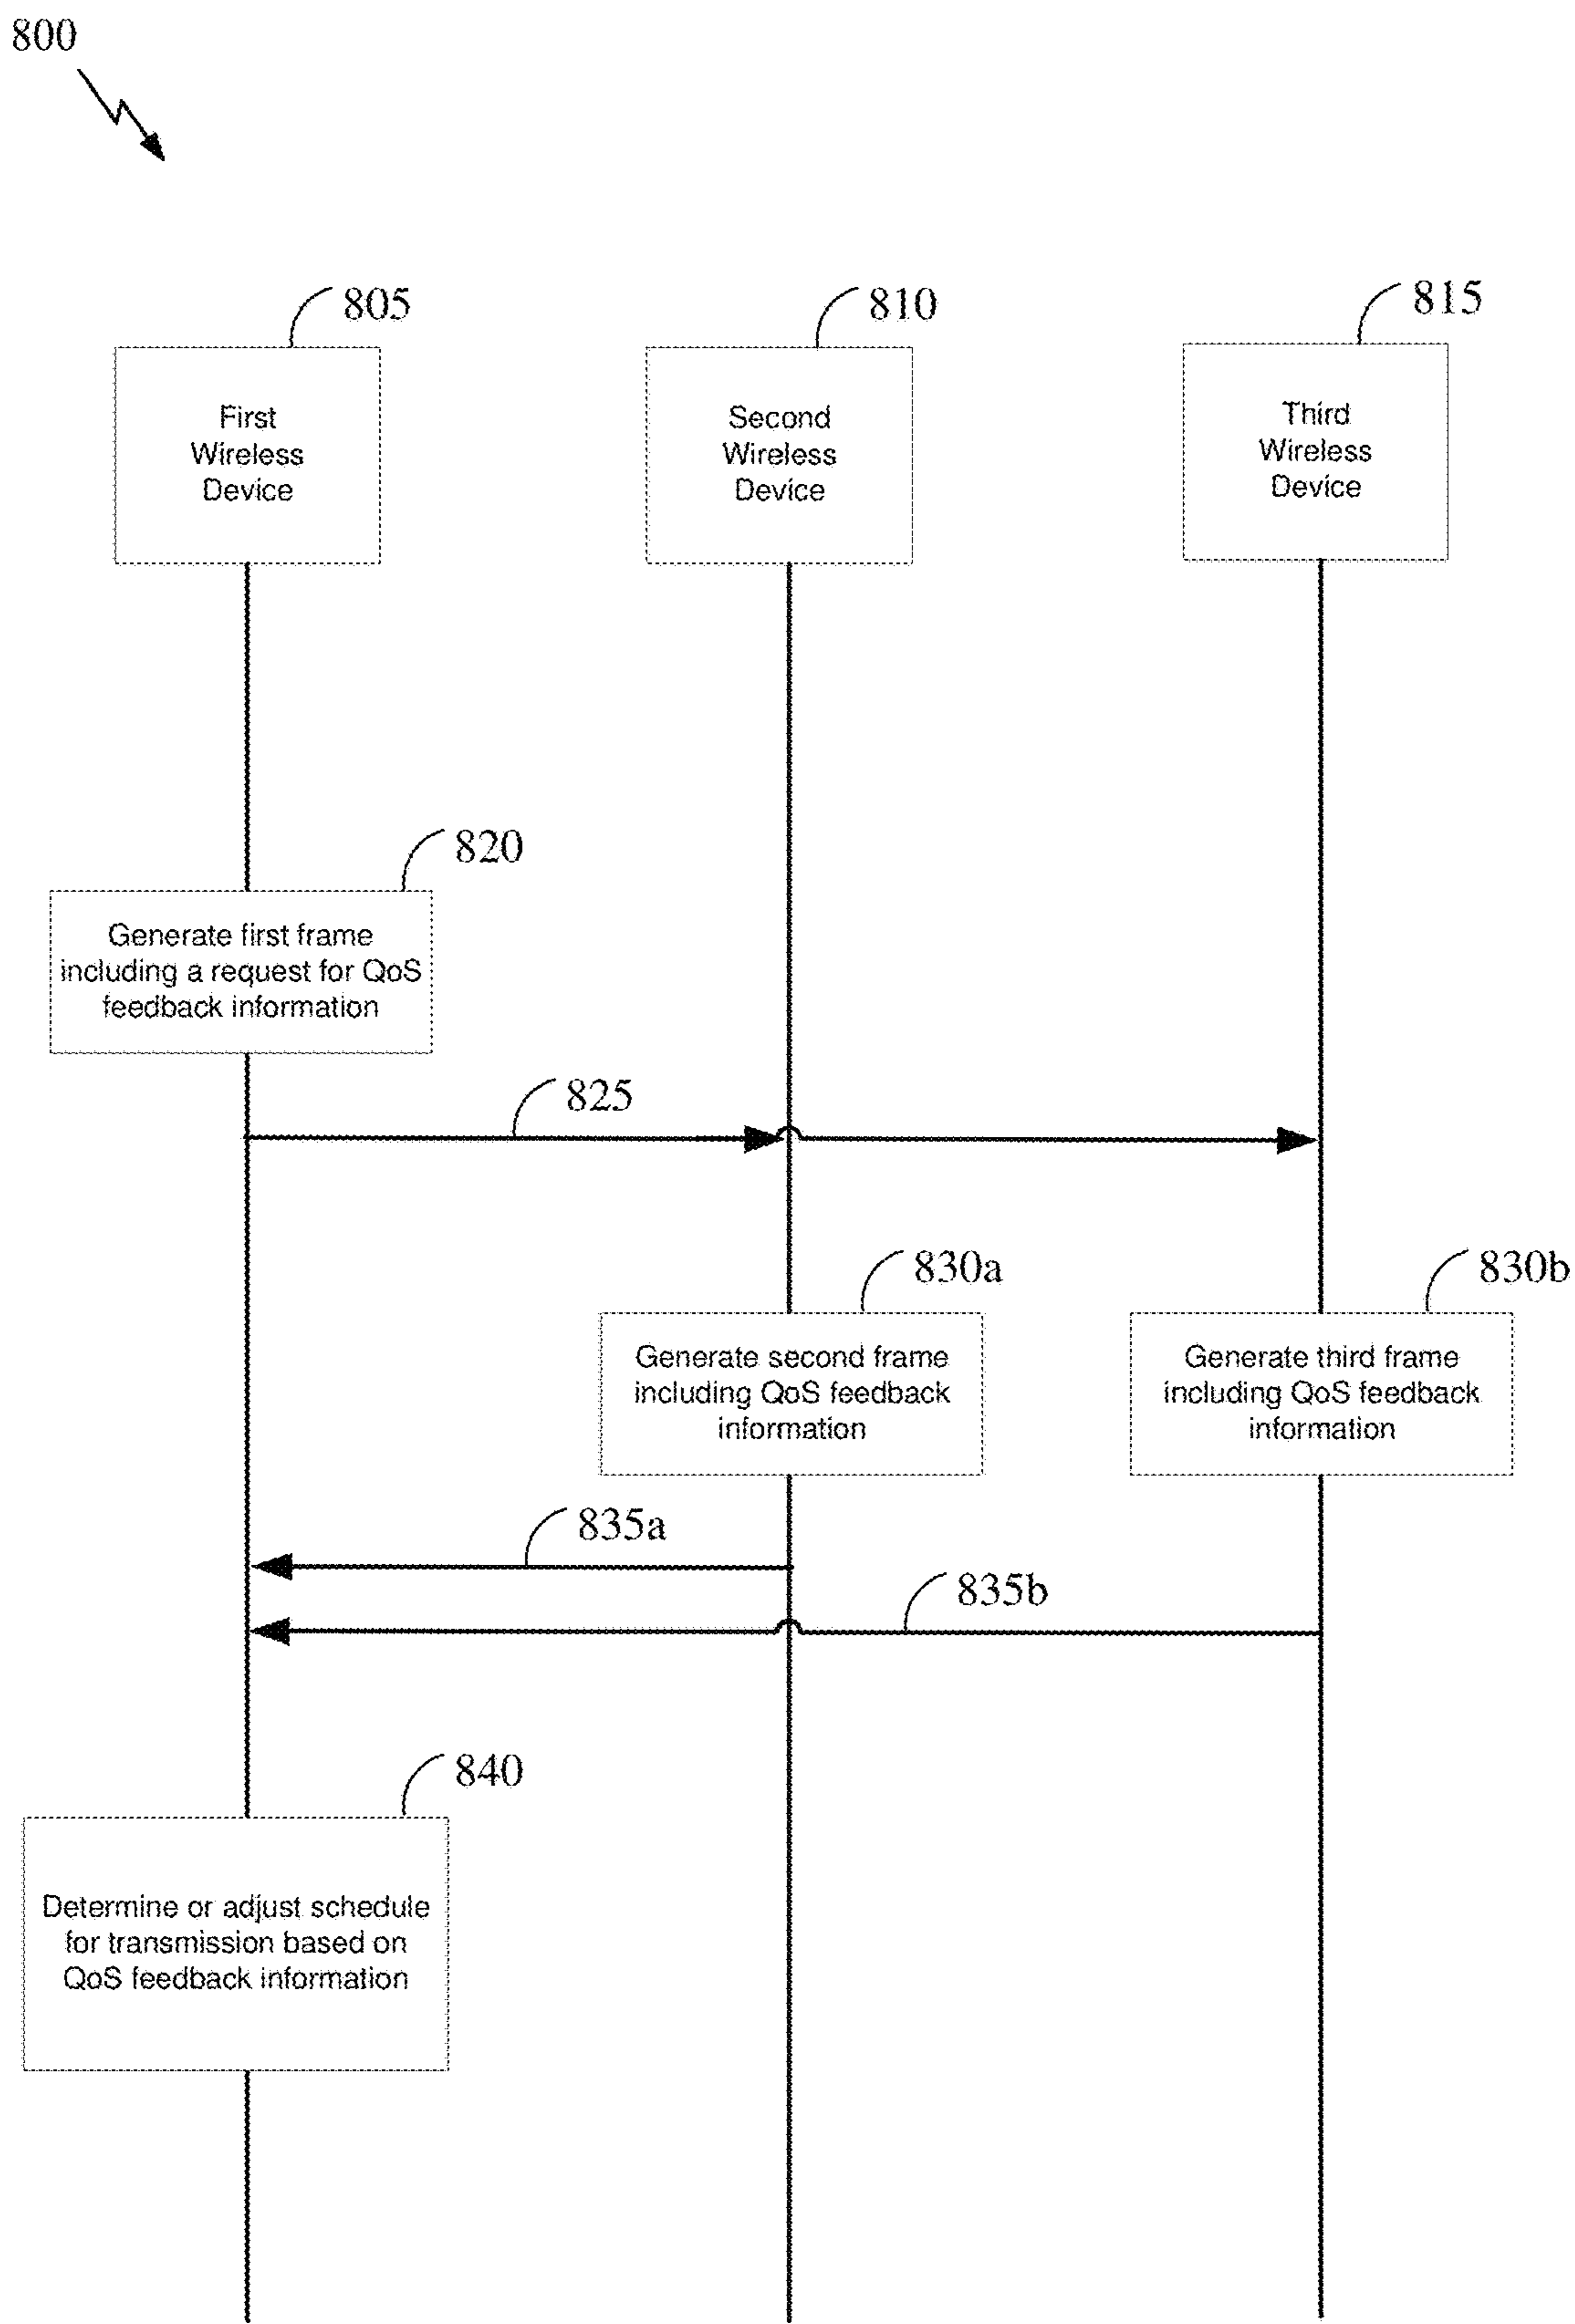 800
805
810
815
First
Wireless
Device
Second
Wireless
Device
Third
Wireless
Device
820
Generate first frame
including a request for QoS
feedback information
825
830a
830b
Generate second frame
including QoS feedback
information
Generate third frame
including QoS feedback
information
835a
835b
840
Determine or adjust schedule
for transmission based on
QoS feedback information